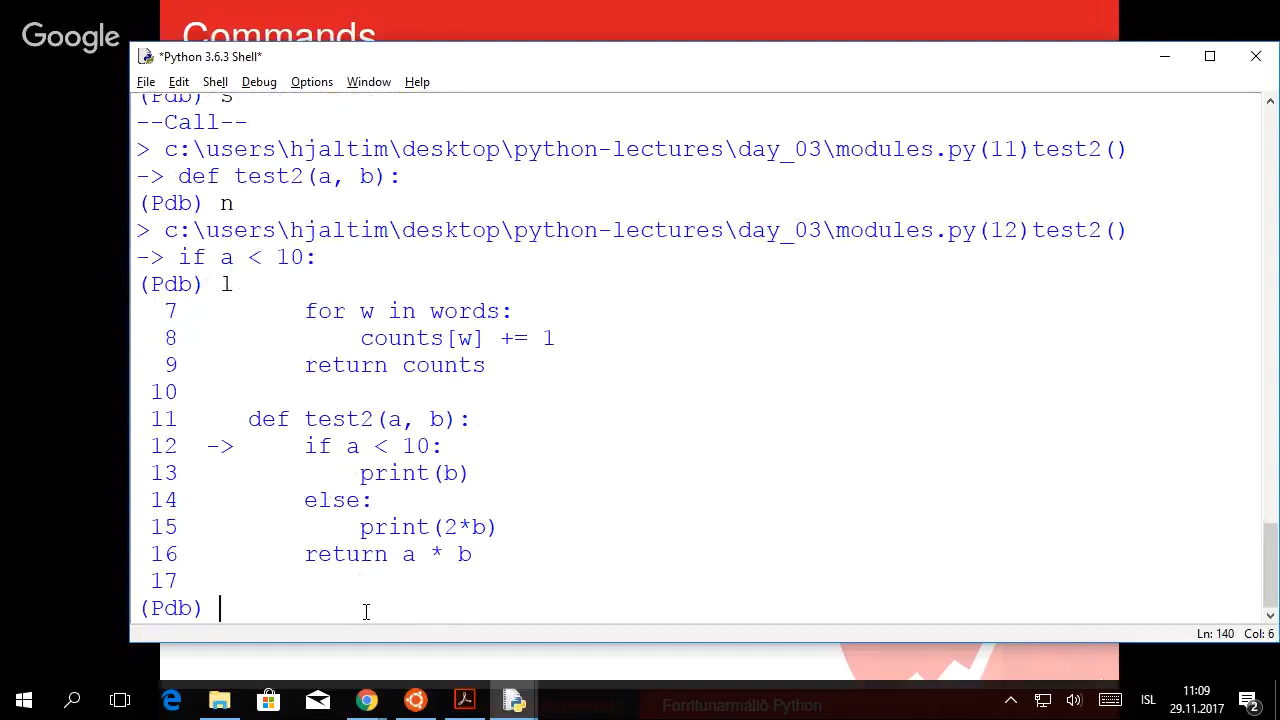 Google
Commands
*Python 3.6.3 Shell*
File Edit Shell Debug Options Window Help
(Pdb) s
--Call--
> c:\users\hjaltim\desktop\python-lectures\day_03\modules.py(11)test2()
-> def test2(a, b):
(Pdb) n
> c:\users\hjaltim\desktop\python-lectures\day_03\modules.py(12)test2()
-> if a < 10:
(Pdb) l
7 for w in words:
8 counts[w] += 1
9 return counts
10
11 def test2(a, b):
12 -> if a < 10:
13 print(b)
14 else:
15 print(2*b)
16 return a * b
17
(Pdb)
Ln: 140 Col: 6
Forritunarmálið Python
ÍSL
11:09
29.11.2017
2